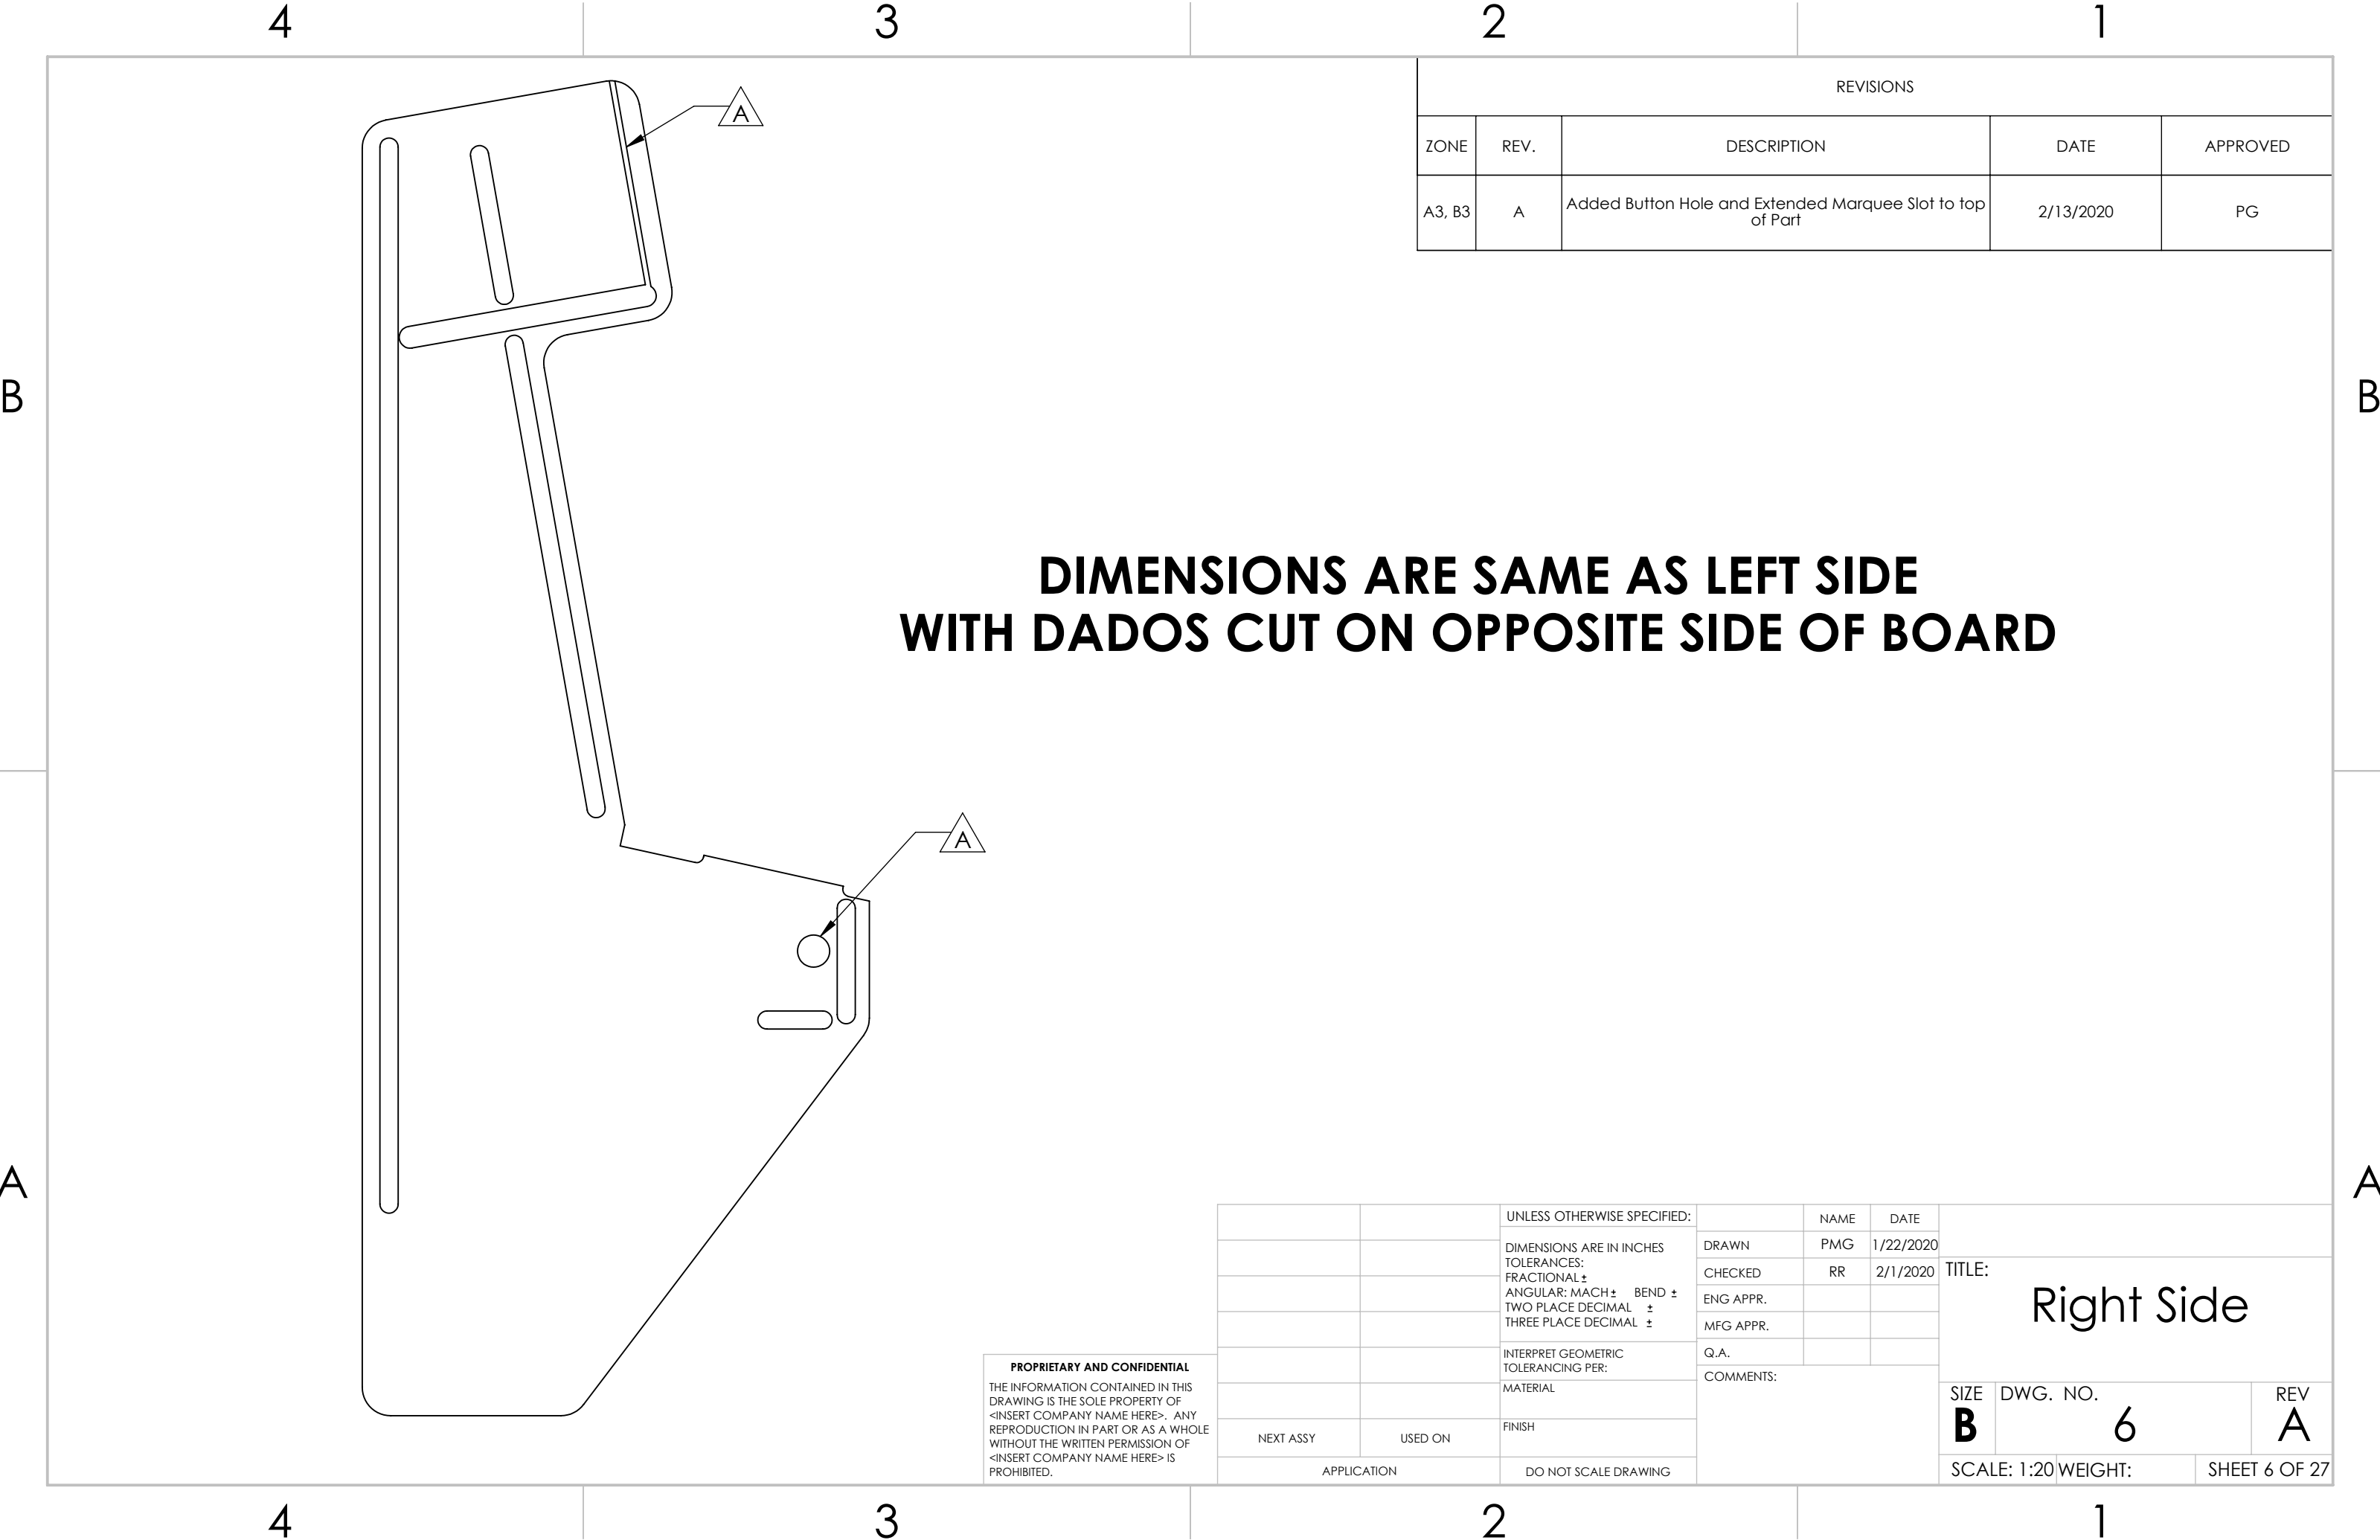 4 3 2 1
REVISIONS
ZONE REV. DESCRIPTION DATE APPROVED
A3, B3 A Added Button Hole and Extended Marquee Slot to top
of Part 2/13/2020 PG
A
B B
DIMENSIONS ARE SAME AS LEFT SIDE
WITH DADOS CUT ON OPPOSITE SIDE OF BOARD
A
A A
UNLESS OTHERWISE SPECIFIED:
DIMENSIONS ARE IN INCHES
TOLERANCES:
FRACTIONAL ±
ANGULAR: MACH ± BEND ±
TWO PLACE DECIMAL ±
THREE PLACE DECIMAL ±
INTERPRET GEOMETRIC
TOLERANCING PER:
MATERIAL
FINISH
DO NOT SCALE DRAWING
NAME DATE
DRAWN PMG 1/22/2020
CHECKED RR 2/1/2020
ENG APPR.
MFG APPR.
Q.A.
COMMENTS:
TITLE:
Right Side
SIZE DWG. NO. REV
B 6 A
SCALE: 1:20 WEIGHT: SHEET 6 OF 27
PROPRIETARY AND CONFIDENTIAL
THE INFORMATION CONTAINED IN THIS
DRAWING IS THE SOLE PROPERTY OF
<INSERT COMPANY NAME HERE>. ANY
REPRODUCTION IN PART OR AS A WHOLE
WITHOUT THE WRITTEN PERMISSION OF
<INSERT COMPANY NAME HERE> IS
PROHIBITED.
NEXT ASSY USED ON
APPLICATION
4 3 2 1